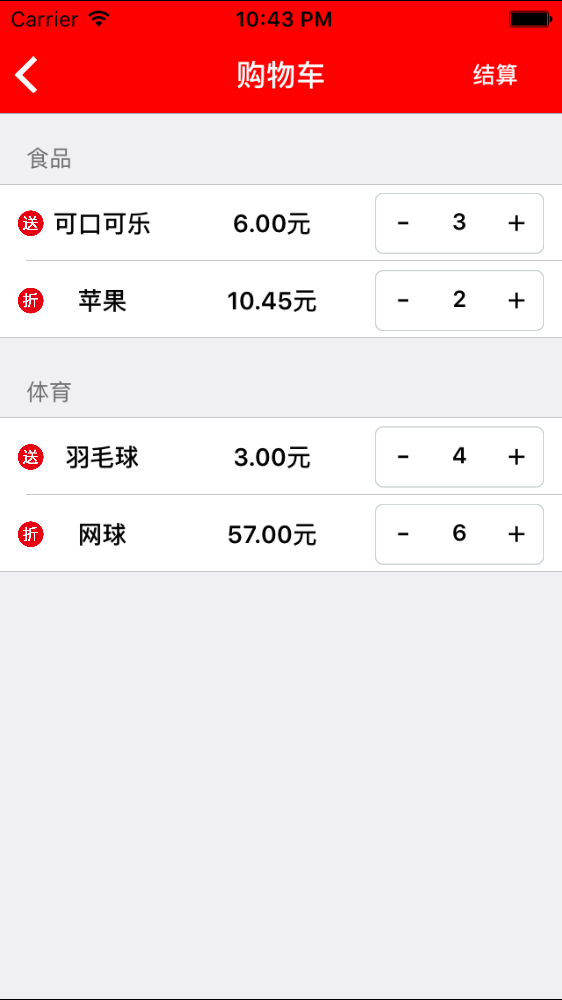 Carrier 10:43 PM
购物车 结算
食品
送 可口可乐 6.00元 - 3 +
折 苹果 10.45元 - 2 +
体育
送 羽毛球 3.00元 - 4 +
折 网球 57.00元 - 6 +